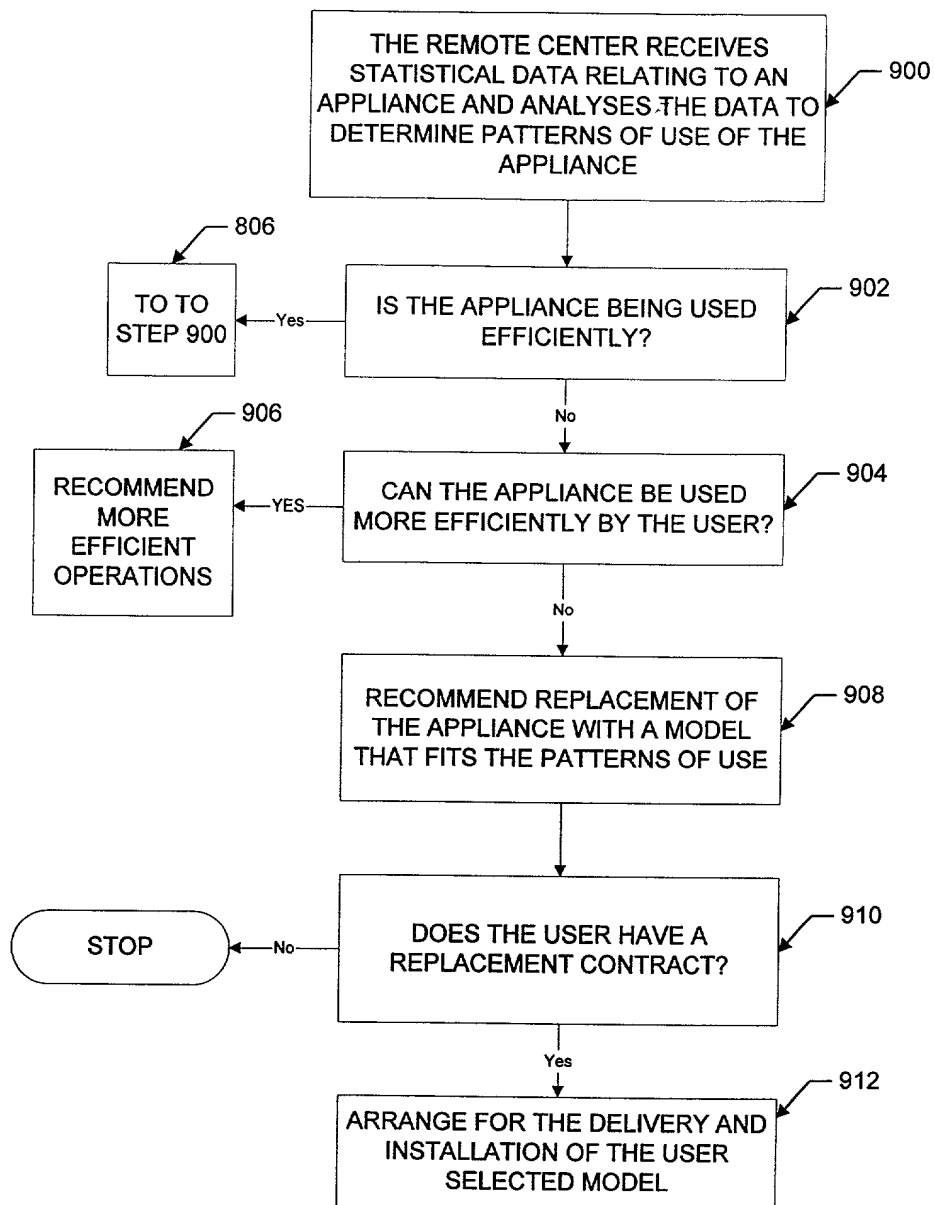 THE REMOTE CENTER RECEIVES
STATISTICAL DATA RELATING TO AN
APPLIANCE AND ANALYSES THE DATA TO
DETERMINE PATTERNS OF USE OF THE
APPLIANCE
900
806
TO TO
STEP 900
Yes
IS THE APPLIANCE BEING USED
EFFICIENTLY?
902
No
906
RECOMMEND
MORE
EFFICIENT
OPERATIONS
YES
CAN THE APPLIANCE BE USED
MORE EFFICIENTLY BY THE USER?
904
No
RECOMMEND REPLACEMENT OF
THE APPLIANCE WITH A MODEL
THAT FITS THE PATTERNS OF USE
908
STOP
No
DOES THE USER HAVE A
REPLACEMENT CONTRACT?
910
Yes
912
ARRANGE FOR THE DELIVERY AND
INSTALLATION OF THE USER
SELECTED MODEL